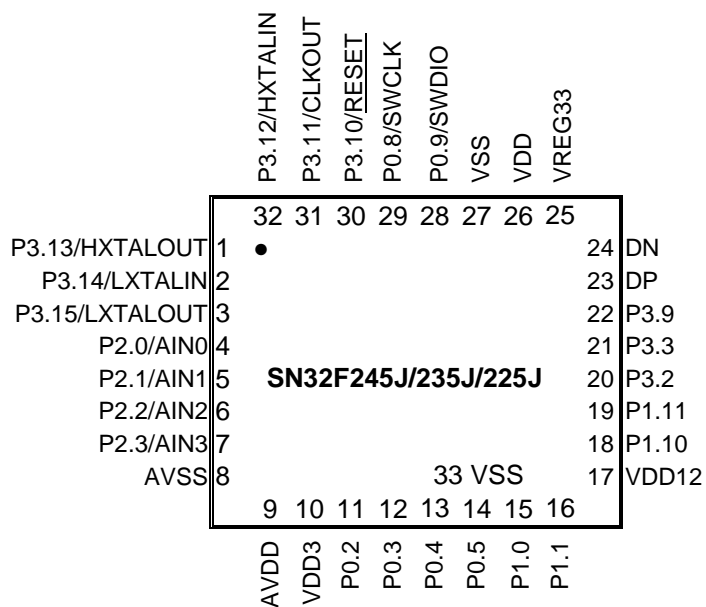 P3.12/HXTALIN
P3.11/CLKOUT
P3.10/RESET
P0.8/SWCLK
P0.9/SWDIO
VSS
VDD
VREG33
32 31 30 29 28 27 26 25
P3.13/HXTALOUT 1 • 24 DN
P3.14/LXTALIN 2 23 DP
P3.15/LXTALOUT 3 22 P3.9
P2.0/AIN0 4 21 P3.3
P2.1/AIN1 5 SN32F245J/235J/225J 20 P3.2
P2.2/AIN2 6 19 P1.11
P2.3/AIN3 7 18 P1.10
AVSS 8 33 VSS 17 VDD12
9 10 11 12 13 14 15 16
AVDD
VDD3
P0.2
P0.3
P0.4
P0.5
P1.0
P1.1